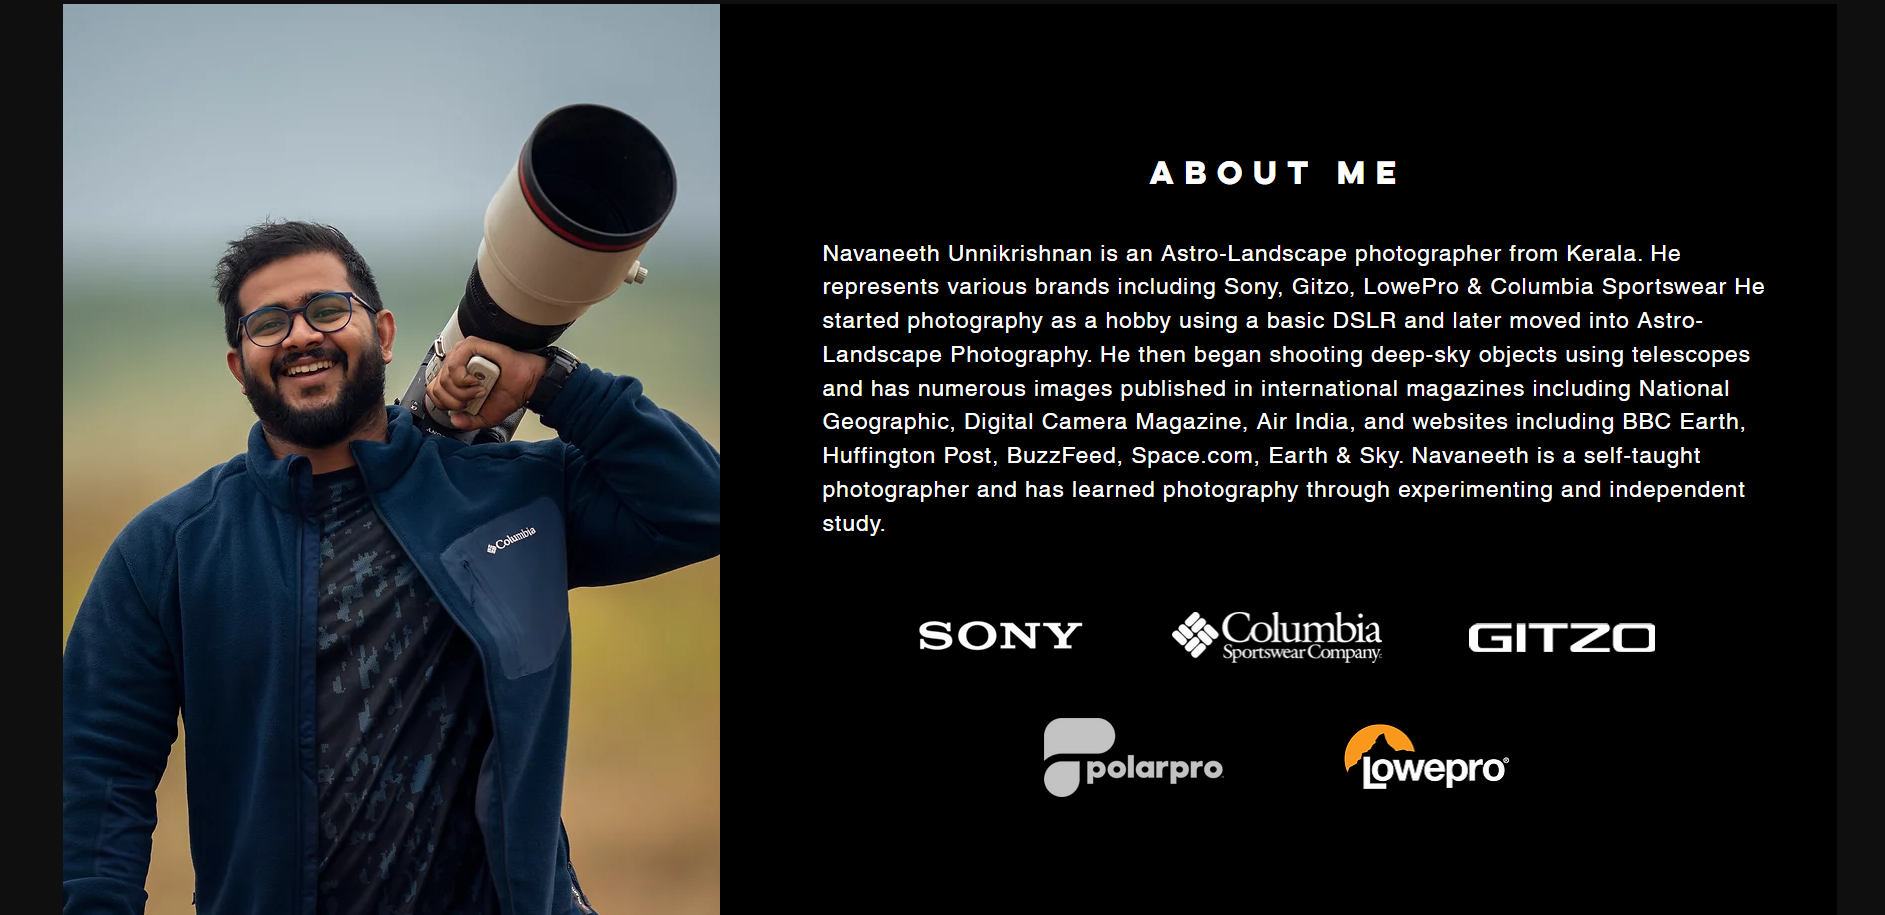 ABOUT ME
Navaneeth Unnikrishnan is an Astro-Landscape photographer from Kerala. He
represents various brands including Sony, Gitzo, LowePro & Columbia Sportswear He
started photography as a hobby using a basic DSLR and later moved into Astro-
Landscape Photography. He then began shooting deep-sky objects using telescopes
and has numerous images published in international magazines including National
Geographic, Digital Camera Magazine, Air India, and websites including BBC Earth,
Huffington Post, BuzzFeed, Space.com, Earth & Sky. Navaneeth is a self-taught
photographer and has learned photography through experimenting and independent
study.
Columbia
SONY
Columbia
Sportswear Company
GITZO
polarpro
Lowepro®